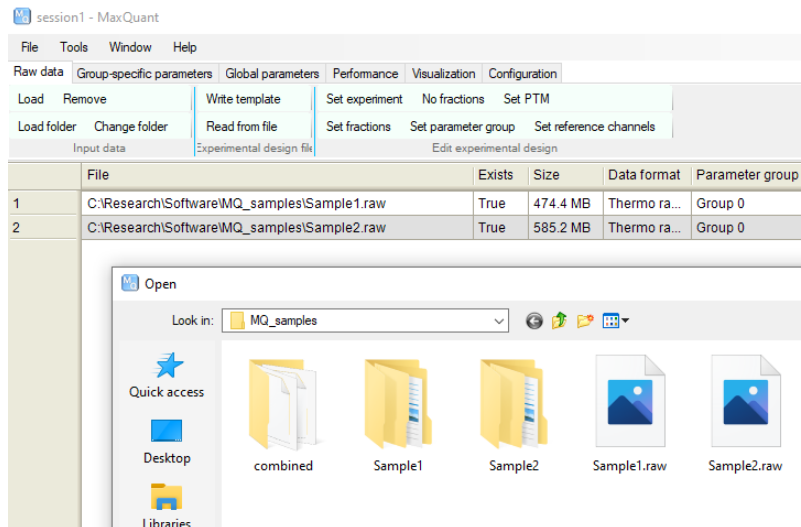 session1 - MaxQuant
File Tools Window Help
Raw data Group-specific parameters Global parameters Performance Visualization Configuration
Load Remove Write template Set experiment No fractions Set PTM
Load folder Change folder Read from file Set fractions Set parameter group Set reference channels
Input data Experimental design file Edit experimental design
File Exists Size Data format Parameter group
1 C:\Research\Software\MQ_samples\Sample1.raw True 474.4 MB Thermo ra... Group 0
2 C:\Research\Software\MQ_samples\Sample2.raw True 585.2 MB Thermo ra... Group 0
Open
Look in: MQ_samples
Quick access
Desktop
Libraries
combined Sample1 Sample2 Sample1.raw Sample2.raw